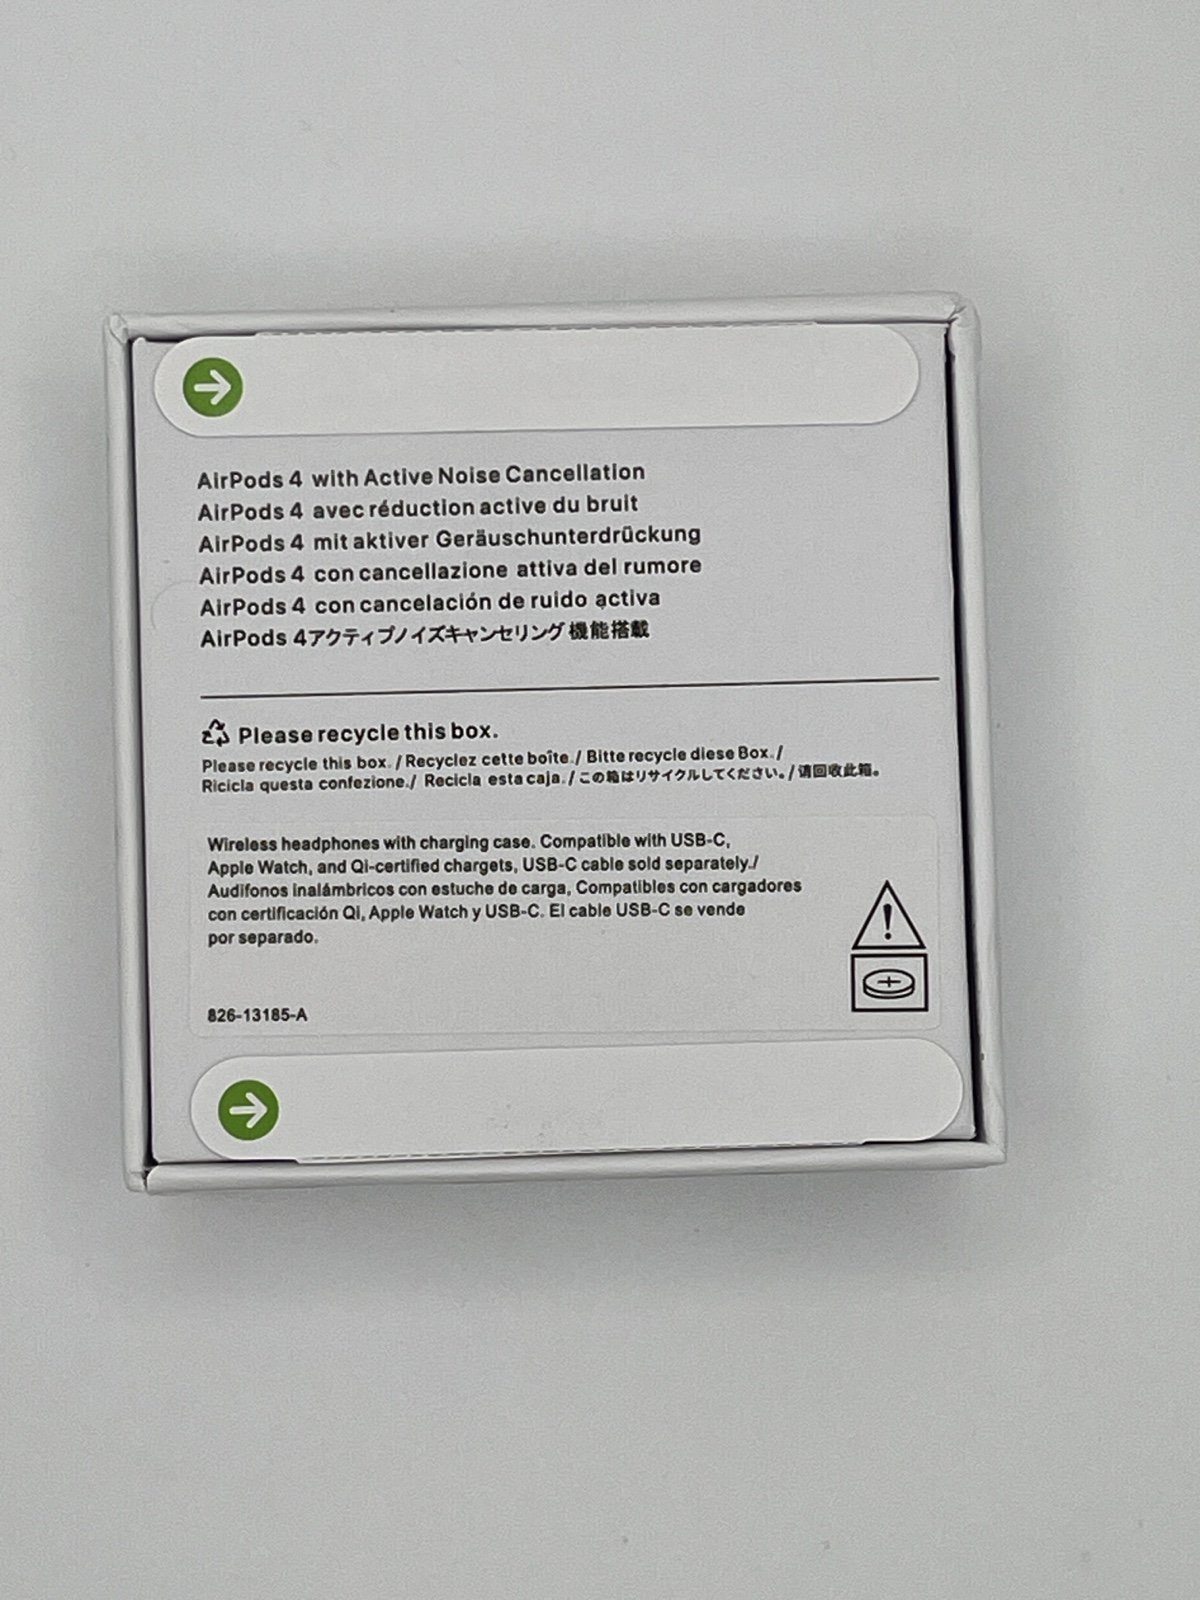 AirPods 4 with Active Noise Cancellation
AirPods 4 avec réduction active du bruit
AirPods 4 mit aktiver Geräuschunterdrückung
AirPods 4 con cancellazione attiva del rumore
AirPods 4 con cancelación de ruido activa
AirPods 4アクティブノイズキャンセリング機能搭載
Please recycle this box.
Please recycle this box./Recyclez cette boîte./Bitte recycle diese Box./
Ricicla questa confezione./ Recicla esta caja./この箱はリサイクルしてください。/请回收此箱。
Wireless headphones with charging case. Compatible with USB-C,
Apple Watch, and Qi-certified chargets, USB-C cable sold separately./
Audifonos inalámbricos con estuche de carga, Compatibles con cargadores
con certificación Qi, Apple Watch y USB-C. El cable USB-C se vende
por separado.
826-13185-A